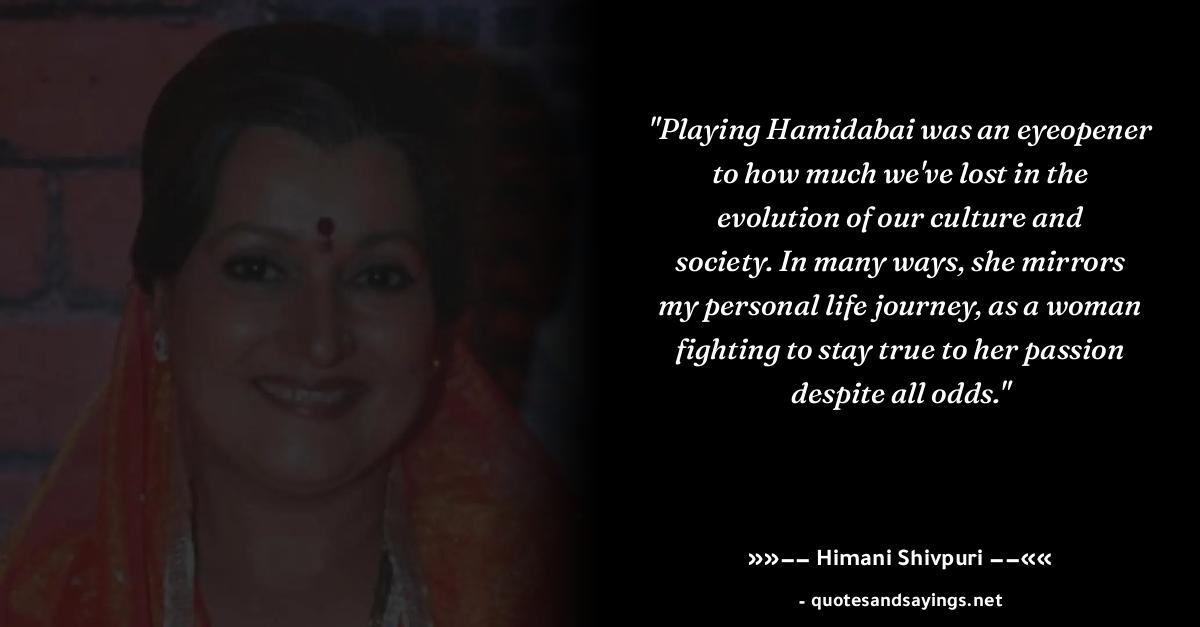 "Playing Hamidabai was an eyeopener
to how much we've lost in the
evolution of our culture and
society. In many ways, she mirrors
my personal life journey, as a woman
fighting to stay true to her passion
despite all odds."
»»−− Himani Shivpuri −−««
- quotesandsayings.net